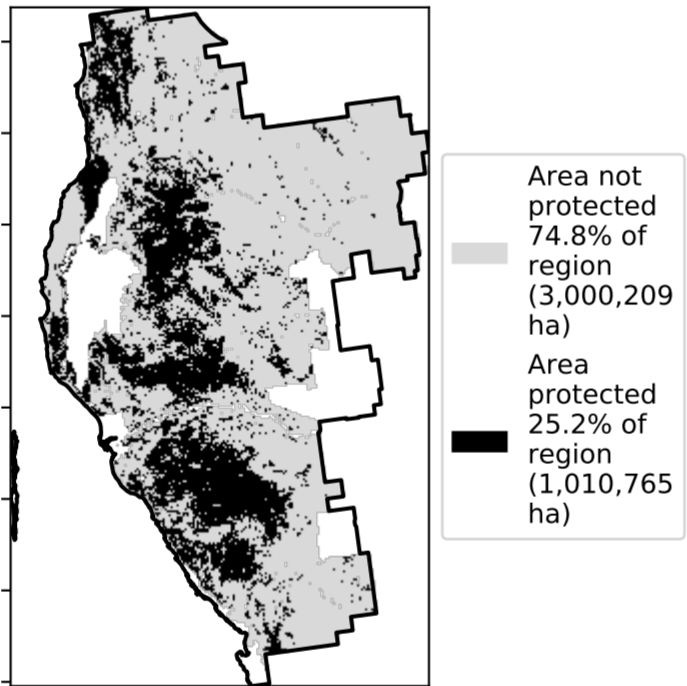 Area not
protected
74.8% of
region
(3,000,209
ha)
Area
protected
25.2% of
region
(1,010,765
ha)